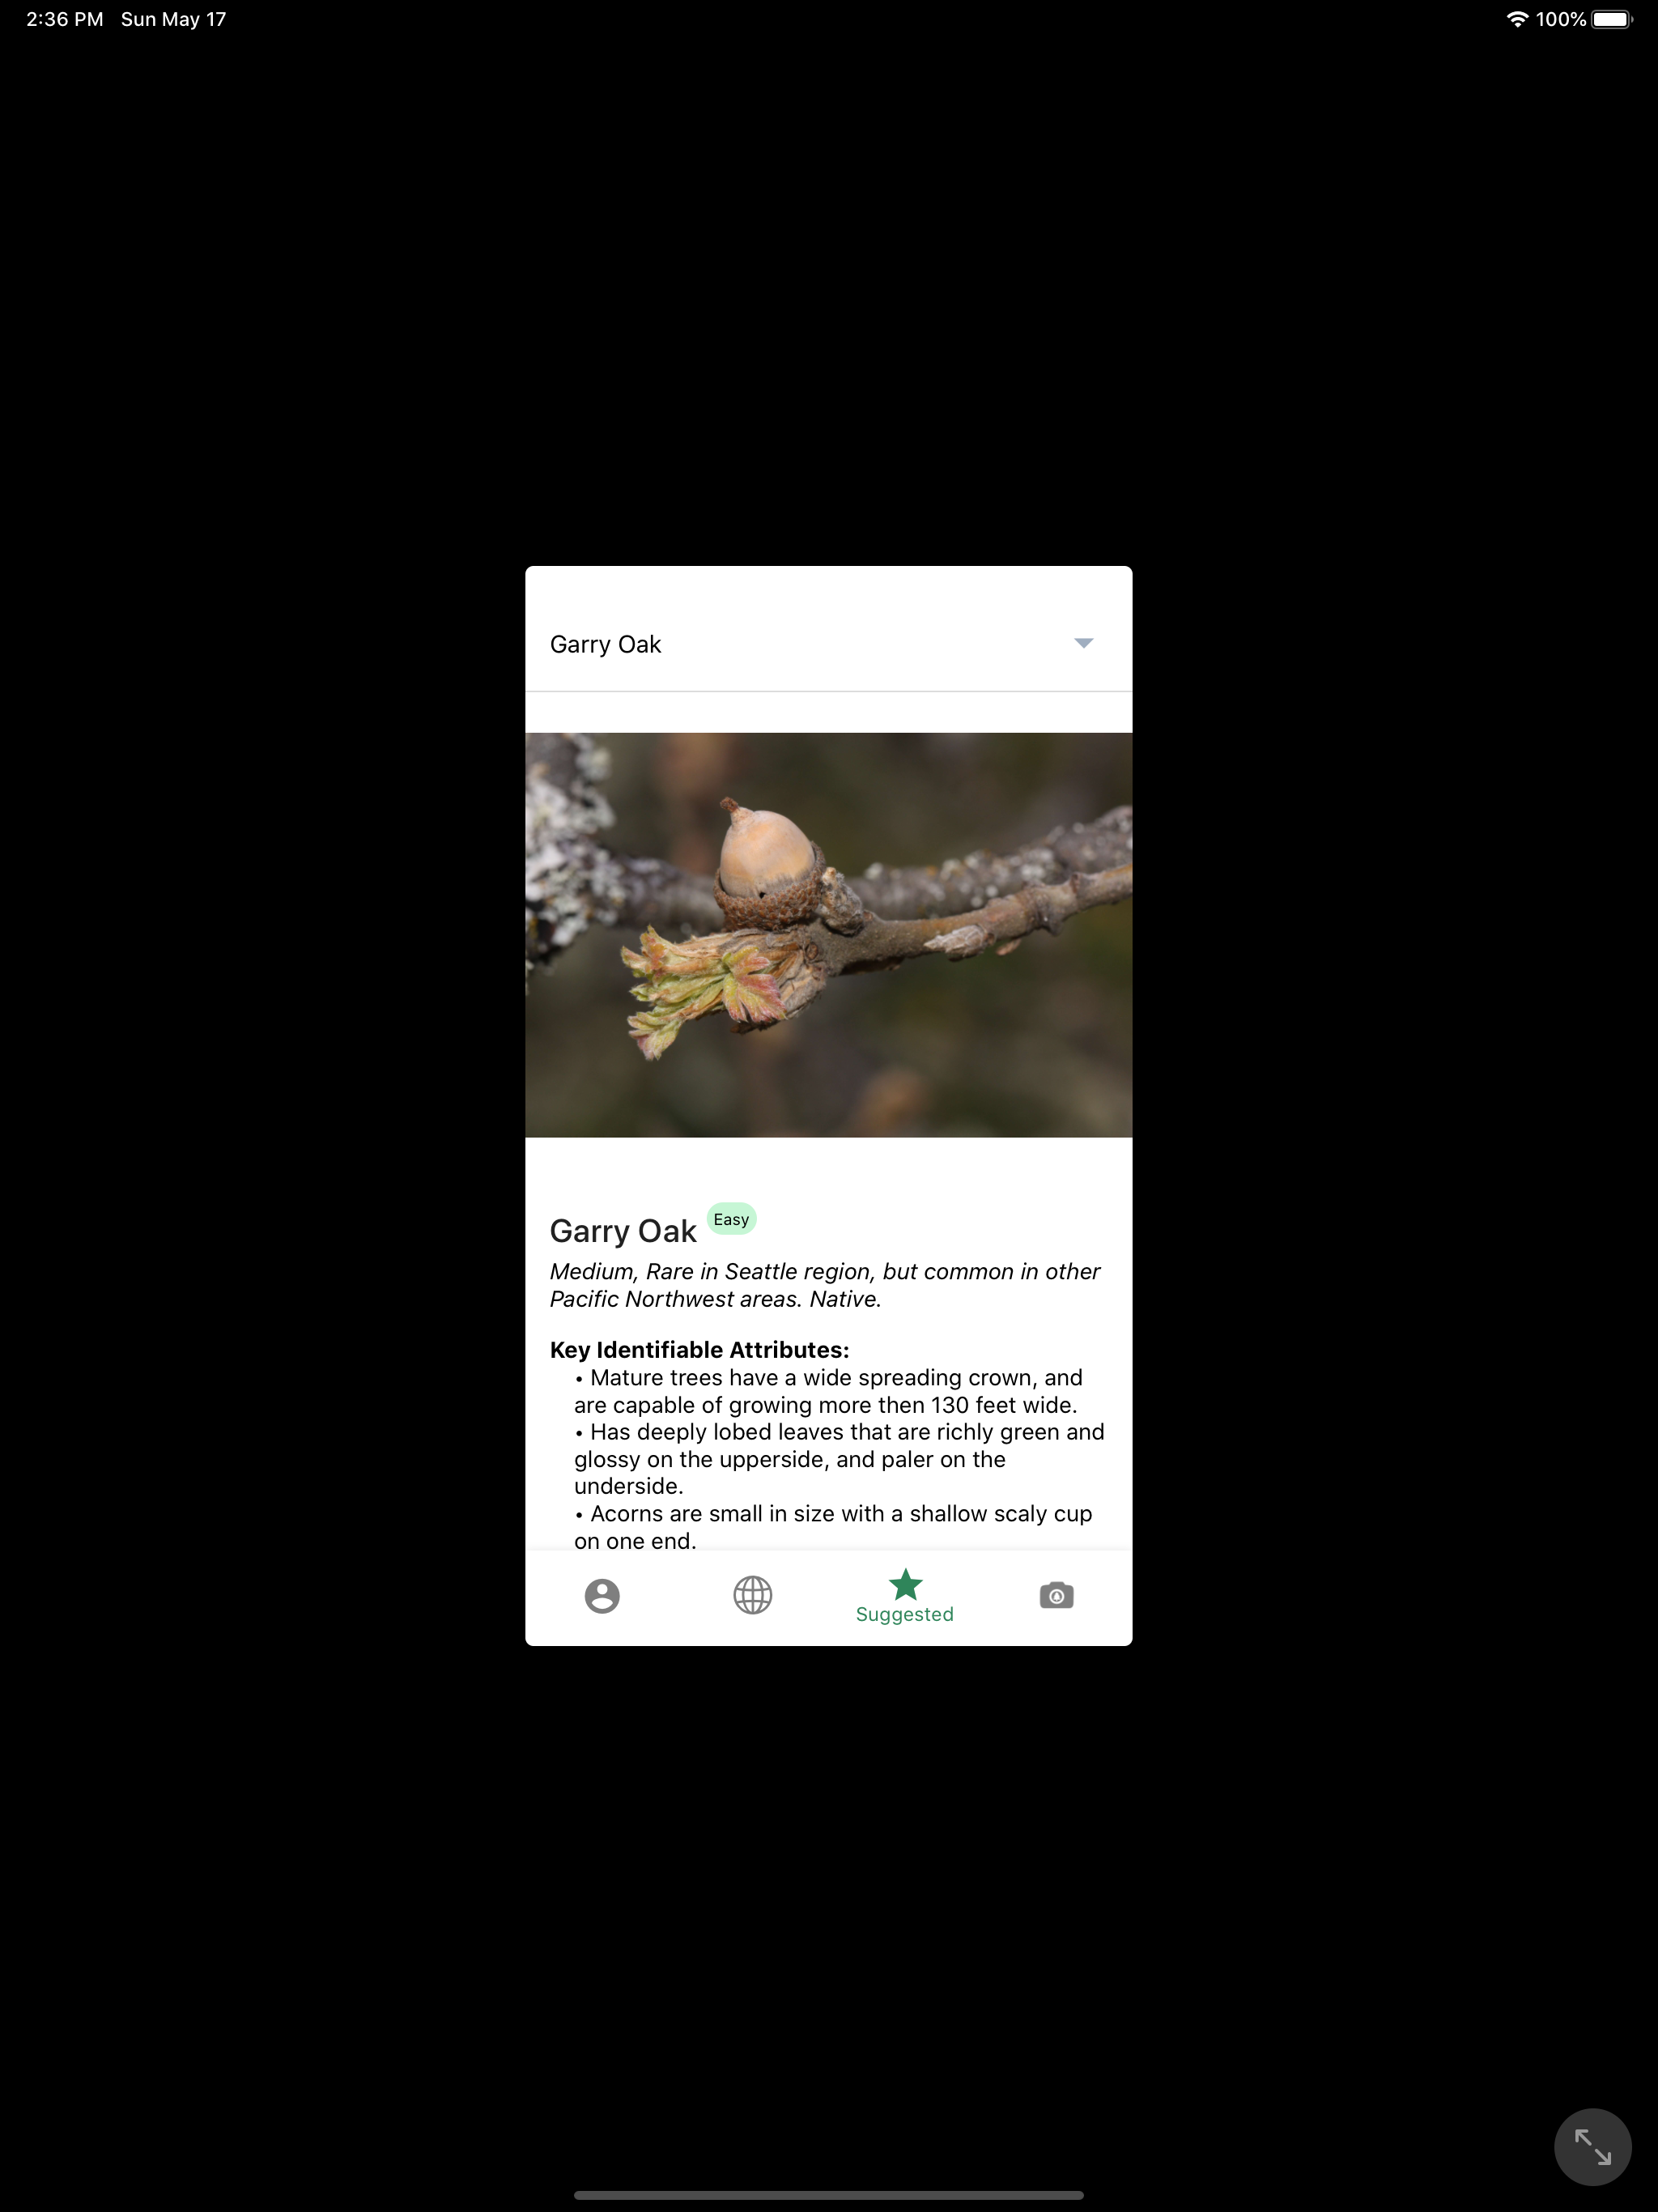 2:36 PM Sun May 17
100%
Garry Oak
Garry Oak Easy
Medium, Rare in Seattle region, but common in other
Pacific Northwest areas. Native.
Key Identifiable Attributes:
• Mature trees have a wide spreading crown, and
are capable of growing more then 130 feet wide.
• Has deeply lobed leaves that are richly green and
glossy on the upperside, and paler on the
underside.
• Acorns are small in size with a shallow scaly cup
on one end.
Suggested